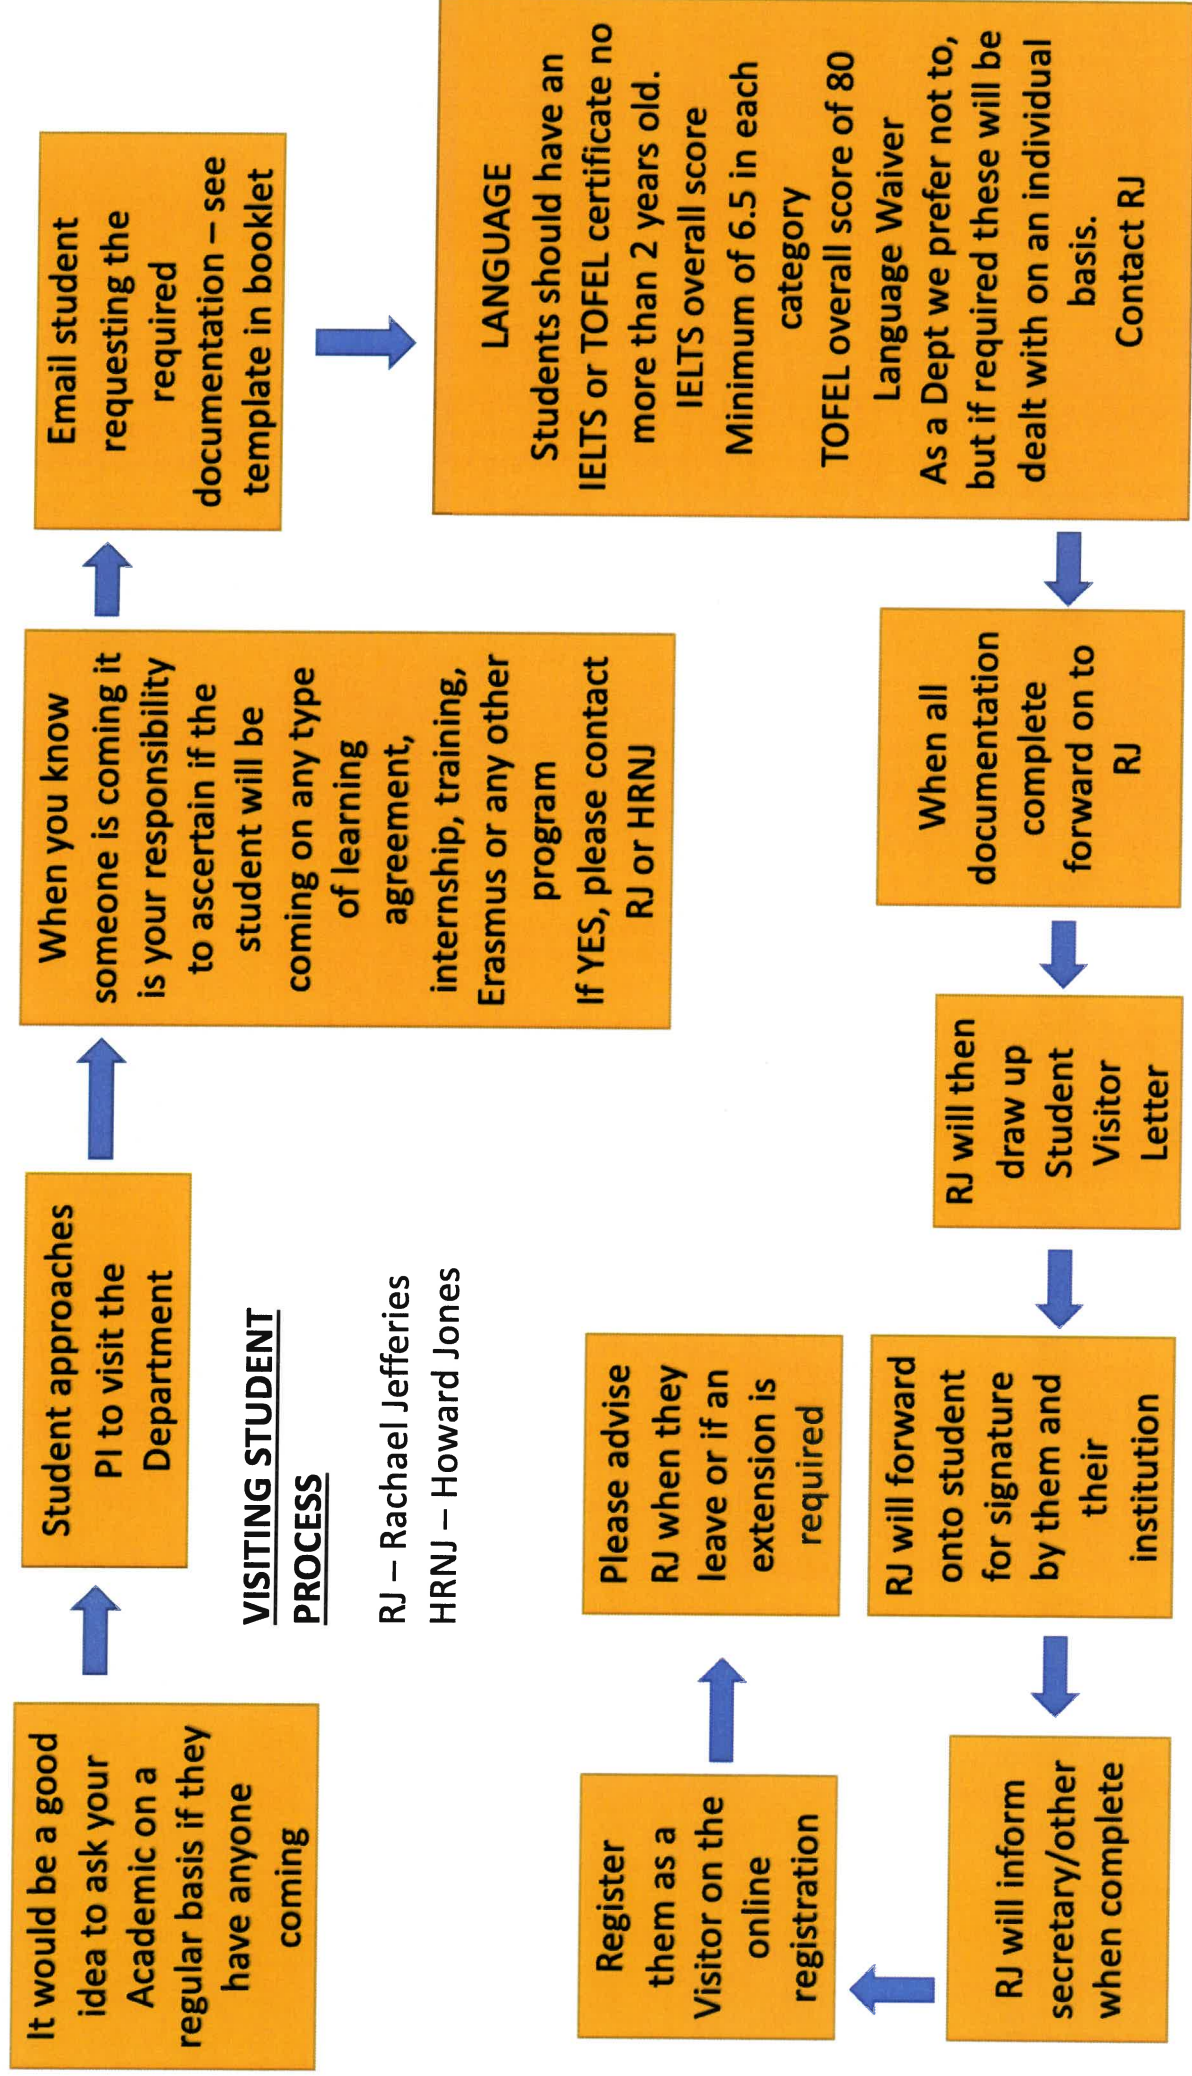 It would be a good
idea to ask your
Academic on a
regular basis if they
have anyone
coming
Student approaches
PI to visit the
Department
When you know
someone is coming it
is your responsibility
to ascertain if the
student will be
coming on any type
of learning
agreement,
internship, training,
Erasmus or any other
program
If YES, please contact
RJ or HRNJ
Email student
requesting the
required
documentation – see
template in booklet
VISITING STUDENT
PROCESS
RJ – Rachael Jefferies
HRNJ – Howard Jones
LANGUAGE
Students should have an
IELTS or TOFEL certificate no
more than 2 years old.
IELTS overall score
Minimum of 6.5 in each
category
TOFEL overall score of 80
Language Waiver
As a Dept we prefer not to,
but if required these will be
dealt with on an individual
basis.
Contact RJ
When all
documentation
complete
forward on to
RJ
RJ will then
draw up
Student
Visitor
Letter
RJ will forward
onto student
for signature
by them and
their
institution
RJ will inform
secretary/other
when complete
Register
them as a
Visitor on the
online
registration
Please advise
RJ when they
leave or if an
extension is
required